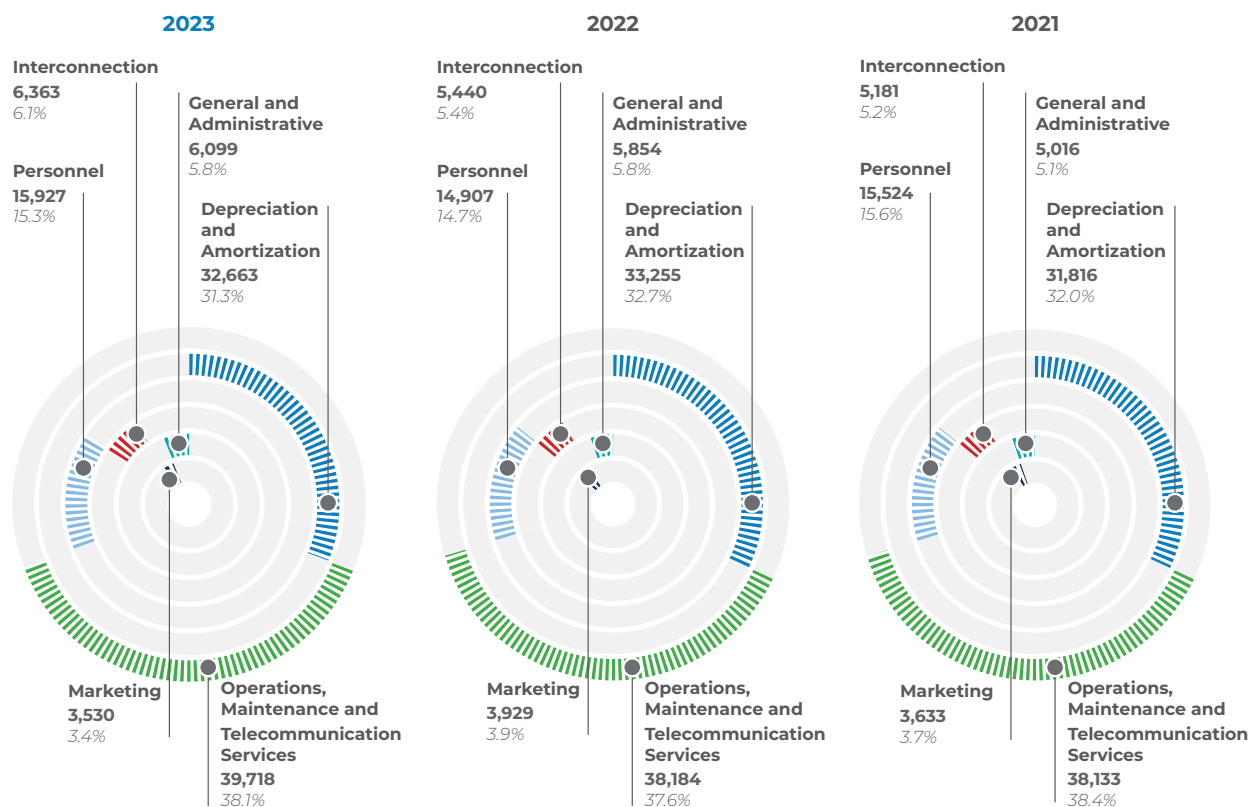 2023
Interconnection
6,363
6.1%
General and
Administrative
6,099
5.8%
Personnel
15,927
15.3%
Depreciation
and
Amortization
32,663
31.3%
Marketing
3,530
3.4%
Operations,
Maintenance and
Telecommunication
Services
39,718
38.1%
2022
Interconnection
5,440
5.4%
General and
Administrative
5,854
5.8%
Personnel
14,907
14.7%
Depreciation
and
Amortization
33,255
32.7%
Marketing
3,929
3.9%
Operations,
Maintenance and
Telecommunication
Services
38,184
37.6%
2021
Interconnection
5,181
5.2%
General and
Administrative
5,016
5.1%
Personnel
15,524
15.6%
Depreciation
and
Amortization
31,816
32.0%
Marketing
3,633
3.7%
Operations,
Maintenance and
Telecommunication
Services
38,133
38.4%